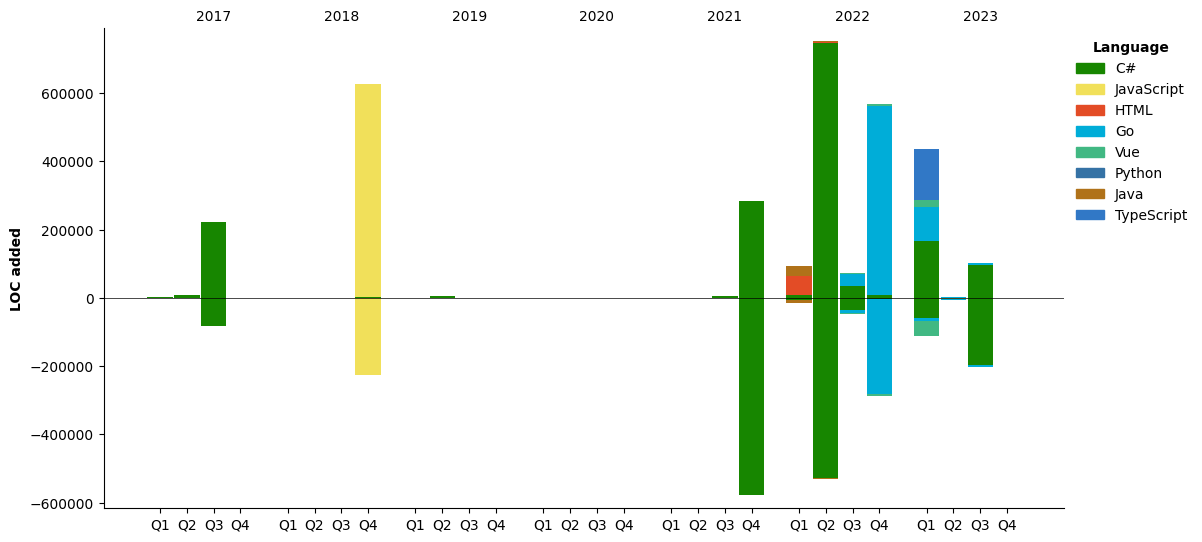 2017 2018 2019 2020 2021 2022 2023
LOC added
600000
400000
200000
0
−200000
−400000
−600000
Q1 Q2 Q3 Q4 Q1 Q2 Q3 Q4 Q1 Q2 Q3 Q4 Q1 Q2 Q3 Q4 Q1 Q2 Q3 Q4 Q1 Q2 Q3 Q4 Q1 Q2 Q3 Q4
Language
C#
JavaScript
HTML
Go
Vue
Python
Java
TypeScript